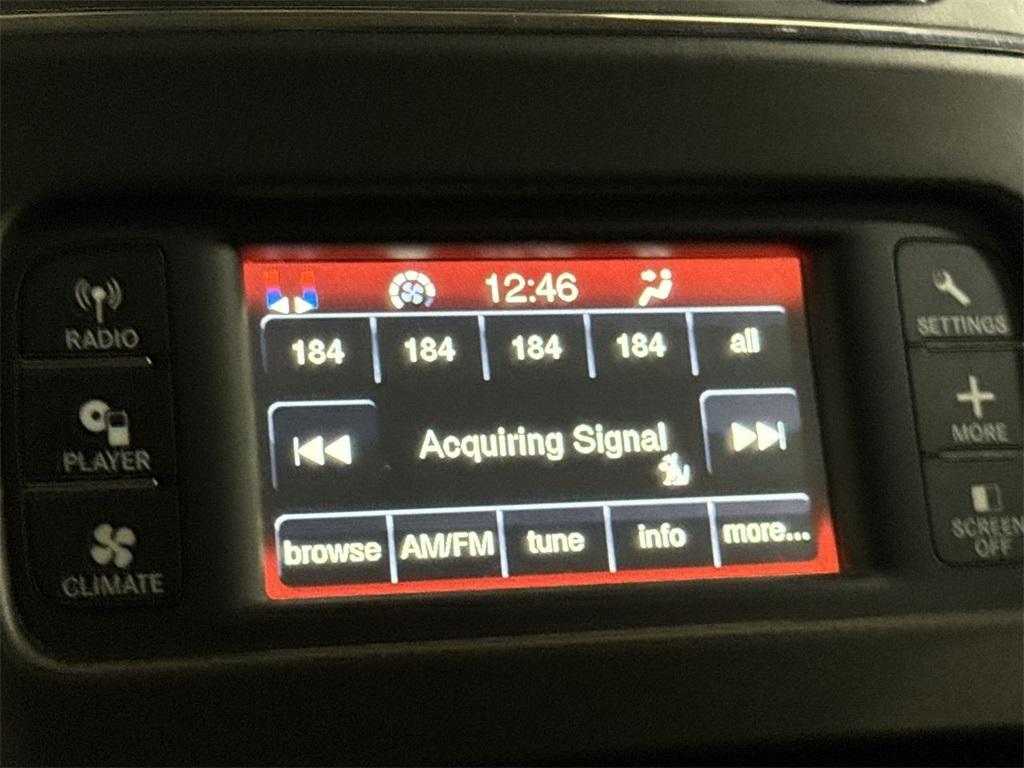 12:46
184 184 184 184 all
Acquiring Signal
browse AM/FM tune info more...
RADIO
PLAYER
CLIMATE
SETTINGS
MORE
SCREEN
OFF